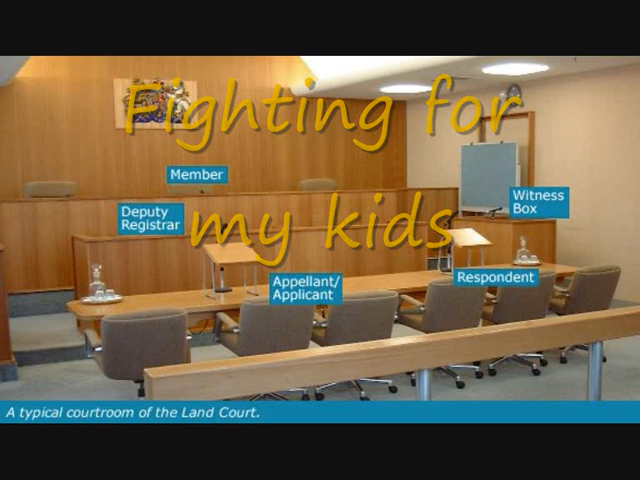 Fighting for
my kids
Member
Deputy
Registrar
Witness
Box
Appellant/
Applicant
Respondent
A typical courtroom of the Land Court.